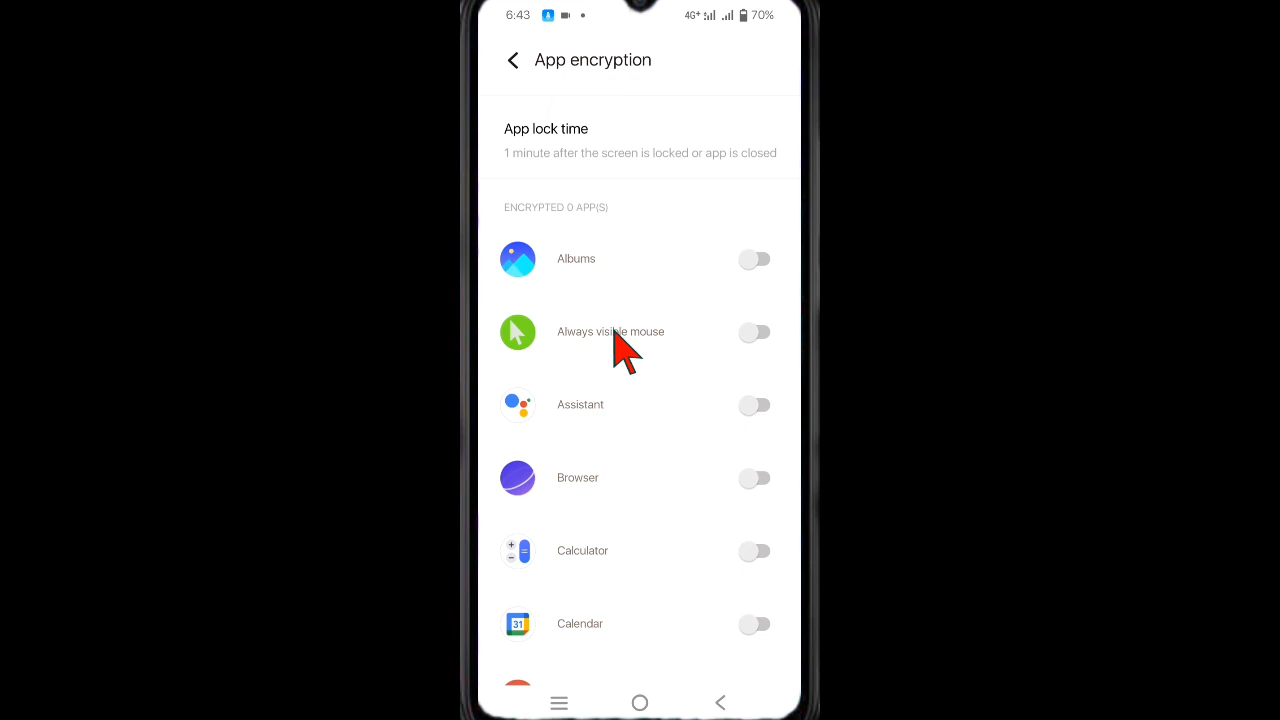 6:43 4G+ 70%
App encryption
App lock time
1 minute after the screen is locked or app is closed
ENCRYPTED 0 APP(S)
Albums
Always visible mouse
Assistant
Browser
Calculator
31 Calendar